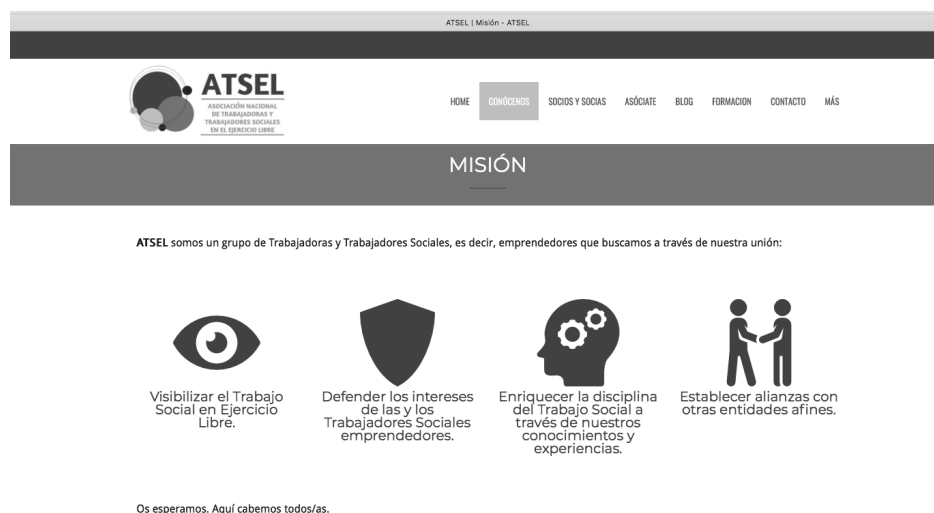 ATSEL | Misión - ATSEL
ATSEL
ASOCIACIÓN NACIONAL
DE TRABAJADORAS Y
TRABAJADORES SOCIALES
EN EL EJERCICIO LIBRE
HOME CONÓCENOS SOCIOS Y SOCIAS ASÓCIATE BLOG FORMACION CONTACTO MÁS
MISIÓN
ATSEL somos un grupo de Trabajadoras y Trabajadores Sociales, es decir, emprendedores que buscamos a través de nuestra unión:
Visibilizar el Trabajo
Social en Ejercicio
Libre.
Defender los intereses
de las y los
Trabajadores Sociales
emprendedores.
Enriquecer la disciplina
del Trabajo Social a
través de nuestros
conocimientos y
experiencias.
Establecer alianzas con
otras entidades afines.
Os esperamos. Aquí cabemos todos/as.